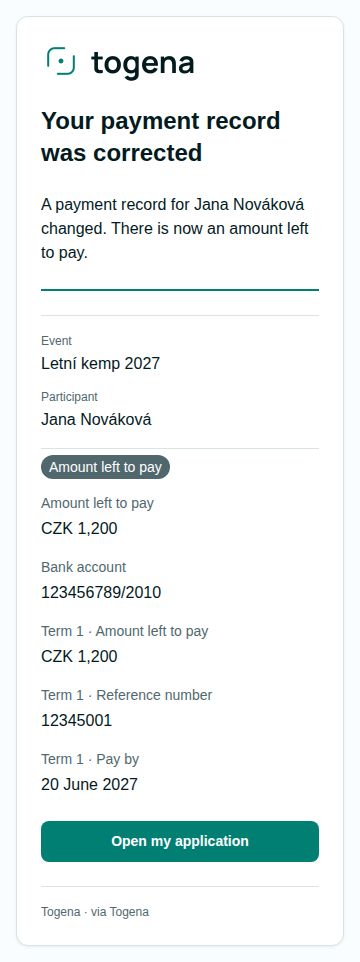 togena
Your payment record
was corrected
A payment record for Jana Nováková
changed. There is now an amount left
to pay.
Event
Letní kemp 2027
Participant
Jana Nováková
Amount left to pay
Amount left to pay
CZK 1,200
Bank account
123456789/2010
Term 1 · Amount left to pay
CZK 1,200
Term 1 · Reference number
12345001
Term 1 · Pay by
20 June 2027
Open my application
Togena · via Togena